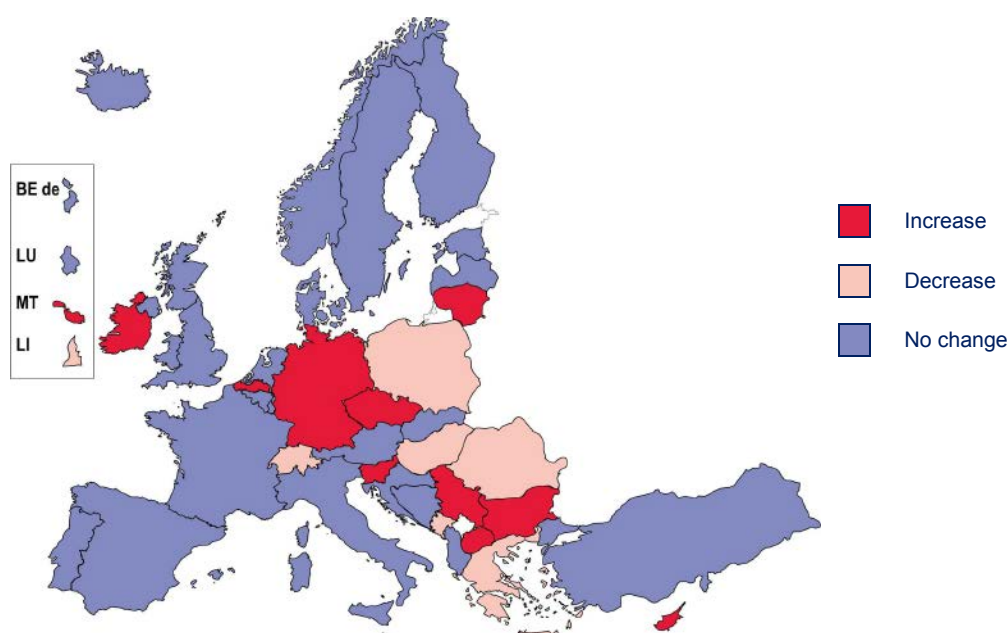 BE de
LU
MT
LI
Increase
Decrease
No change